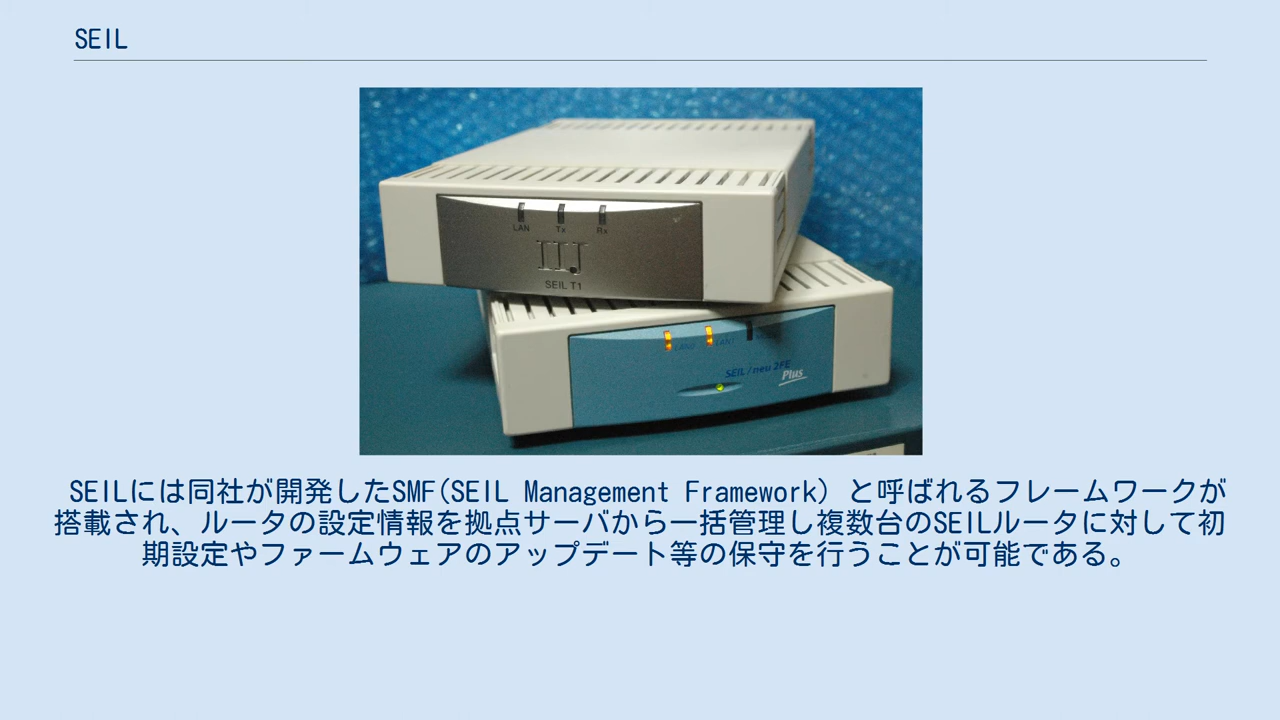 SEIL
LAN Tx Rx
IIJ
SEIL T1
SEIL/neu 2FE
Plus
SEILには同社が開発したSMF(SEIL Management Framework) と呼ばれるフレームワークが
搭載され、ルータの設定情報を拠点サーバから一括管理し複数台のSEILルータに対して初
期設定やファームウェアのアップデート等の保守を行うことが可能である。